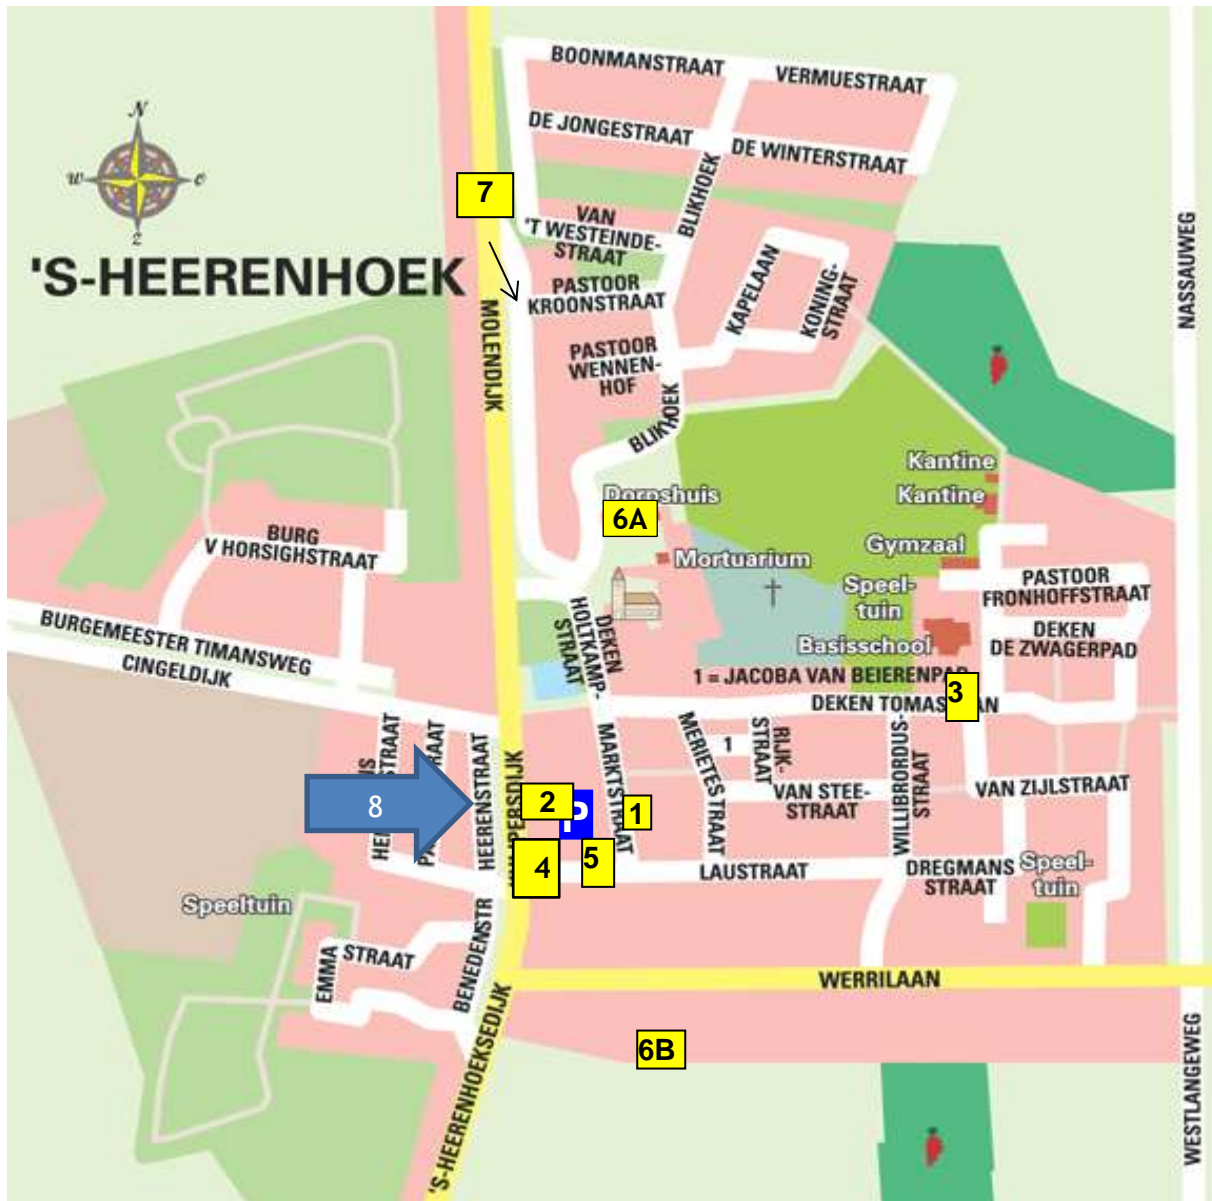 BOONMANSTRAAT
VERMUESTRAAT
N
w
o
z
DE JONGESTRAAT
DE WINTERSTRAAT
7
BLIKHOEK
VAN
'T WESTEINDE-
STRAAT
NASSAUWEG
'S-HEERENHOEK
PASTOOR
KROONSTRAAT
KAPELAAN
KONING-
STRAAT
MOLENDIJK
PASTOOR
WENNEN-
HOF
BLIKHOEK
Kantine
Kantine
Dorpshuis
6A
BURG
V HORSIGHSTRAAT
Gymzaal
Mortuarium
PASTOOR
FRONHOFFSTRAAT
Speel-
tuin
DEKEN
HOLTKAMP-
STRAAT
BURGEMEESTER TIMANSWEG
CINGELDIJK
DEKEN
DE ZWAGERPAD
Basisschool
1 = JACOBA VAN BEIERENPAD
3
DEKEN TOMAS
AN
MARKTSTRAAT
MERIETESTRAAT
1
RIJK-
STRAAT
WILLIBRORDUS-
STRAAT
HEERENSTRAAT
8
2
P
1
VAN STEE-
STRAAT
VAN ZIJLSTRAAT
4
5
LAUSTRAAT
DREGMANS
STRAAT
Speel-
tuin
Speeltuin
EMMA
STRAAT
BENEDENSTR
WERRILAAN
'S-HEERENHOEKSEDIJK
6B
WESTLANGEWEG